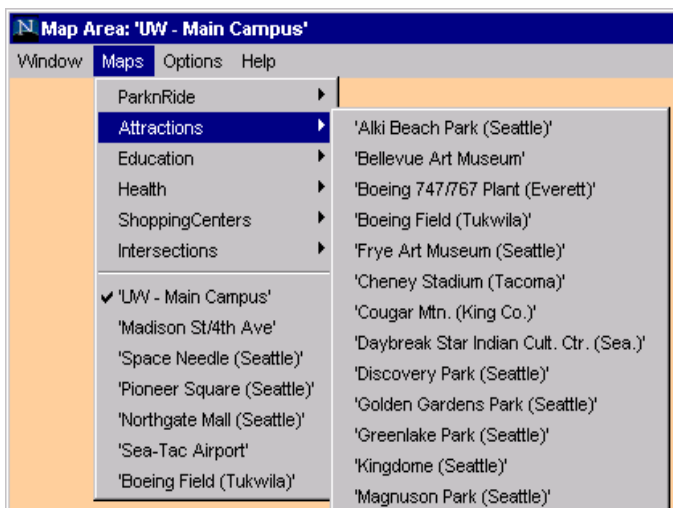 N Map Area: 'UW - Main Campus'
Window Maps Options Help
ParknRide
Attractions
Education
Health
ShoppingCenters
Intersections
'UW - Main Campus'
'Madison St/4th Ave'
'Space Needle (Seattle)'
'Pioneer Square (Seattle)'
'Northgate Mall (Seattle)'
'Sea-Tac Airport'
'Boeing Field (Tukwila)'
'Alki Beach Park (Seattle)'
'Bellevue Art Museum'
'Boeing 747/767 Plant (Everett)'
'Boeing Field (Tukwila)'
'Frye Art Museum (Seattle)'
'Cheney Stadium (Tacoma)'
'Cougar Mtn. (King Co.)'
'Daybreak Star Indian Cult. Ctr. (Sea.)'
'Discovery Park (Seattle)'
'Golden Gardens Park (Seattle)'
'Greenlake Park (Seattle)'
'Kingdome (Seattle)'
'Magnuson Park (Seattle)'